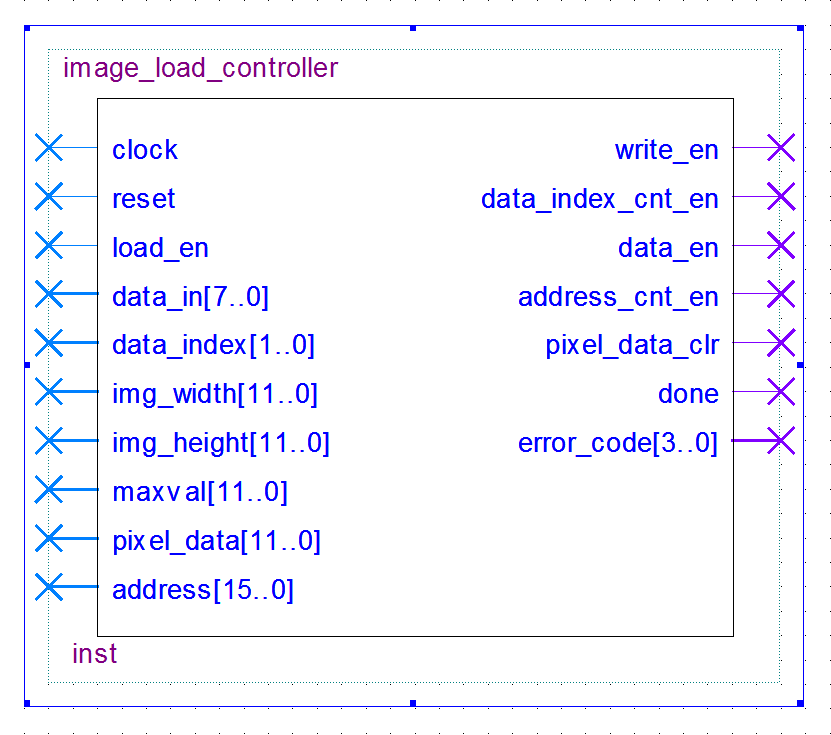 image_load_controller
clock write_en
reset data_index_cnt_en
load_en data_en
data_in[7..0] address_cnt_en
data_index[1..0] pixel_data_clr
img_width[11..0] done
img_height[11..0] error_code[3..0]
maxval[11..0]
pixel_data[11..0]
address[15..0]
inst